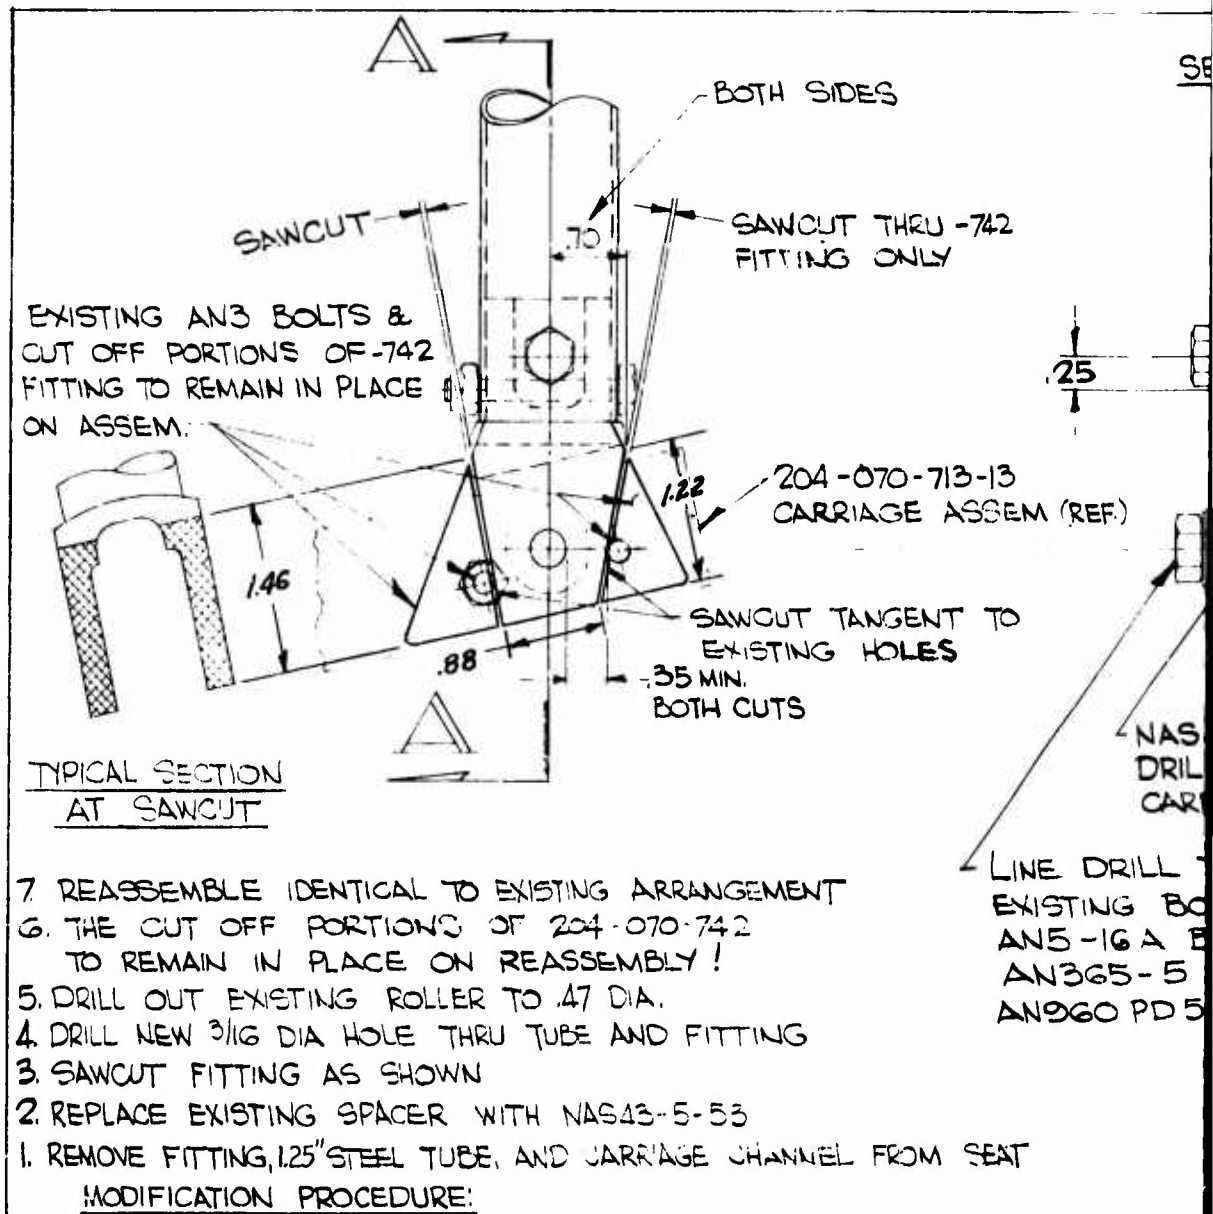 A
SE
BOTH SIDES
SAWCUT
SAWCUT THRU -742
FITTING ONLY
.70
EXISTING AN3 BOLTS &
CUT OFF PORTIONS OF -742
FITTING TO REMAIN IN PLACE
ON ASSEM.
.25
1.22
204-070-713-13
CARRIAGE ASSEM (REF.)
1.46
SAWCUT TANGENT TO
EXISTING HOLES
.88
.35 MIN.
BOTH CUTS
A
NAS
DRIL
CAR
TYPICAL SECTION
AT SAWCUT
LINE DRILL
EXISTING BO
AN5-16 A B
AN365-5
AN960 PD 5
7. REASSEMBLE IDENTICAL TO EXISTING ARRANGEMENT
6. THE CUT OFF PORTIONS OF 204-070-742
TO REMAIN IN PLACE ON REASSEMBLY!
5. DRILL OUT EXISTING ROLLER TO .47 DIA.
4. DRILL NEW 3/16 DIA HOLE THRU TUBE AND FITTING
3. SAWCUT FITTING AS SHOWN
2. REPLACE EXISTING SPACER WITH NAS43-5-53
1. REMOVE FITTING, 1.25" STEEL TUBE, AND CARRIAGE CHANNEL FROM SEAT
MODIFICATION PROCEDURE: